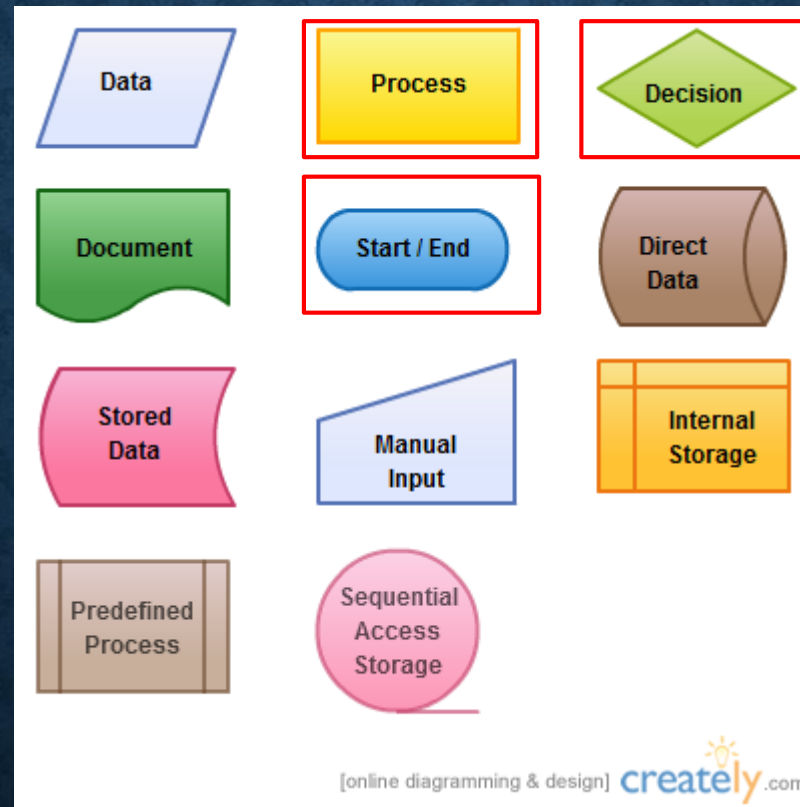 Data
Process
Decision
Document
Start / End
Direct
Data
Stored
Data
Manual
Input
Internal
Storage
Predefined
Process
Sequential
Access
Storage
[online diagramming & design] creately.com